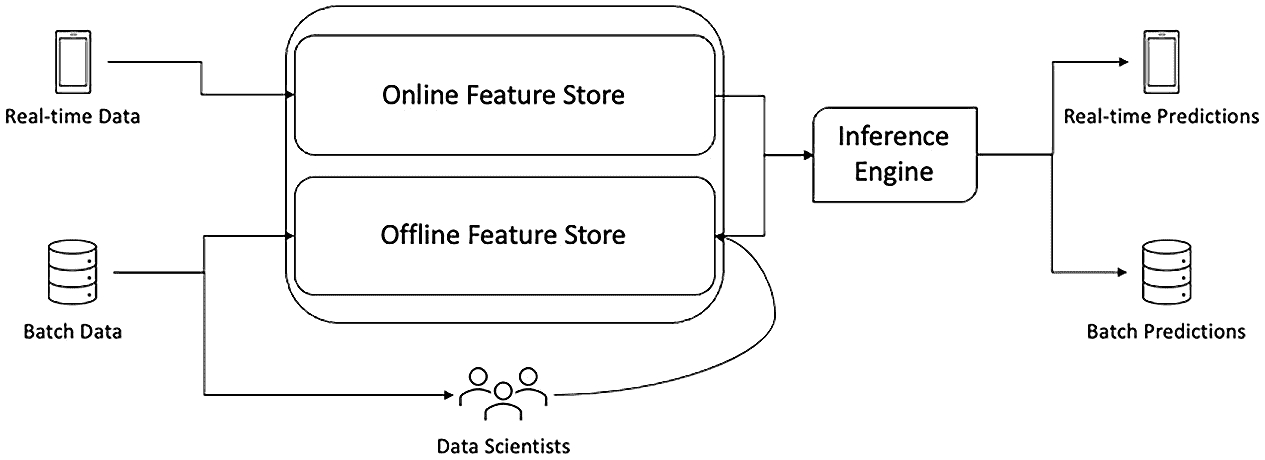 Real-time Data
Online Feature Store
Inference
Engine
Real-time Predictions
Offline Feature Store
Batch Data
Batch Predictions
Data Scientists